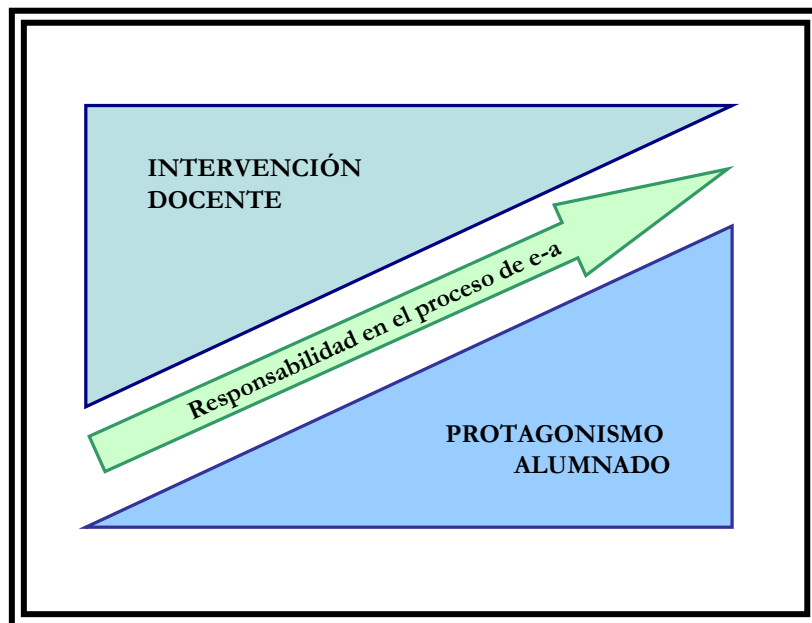 INTERVENCIÓN
DOCENTE
Responsabilidad en el proceso de e-a
PROTAGONISMO
ALUMNADO